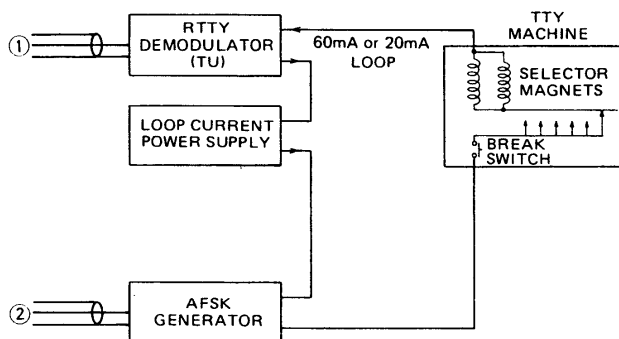 ①
RTTY
DEMODULATOR
(TU)
60mA or 20mA
LOOP
TTY
MACHINE
SELECTOR
MAGNETS
LOOP CURRENT
POWER SUPPLY
BREAK
SWITCH
②
AFSK
GENERATOR